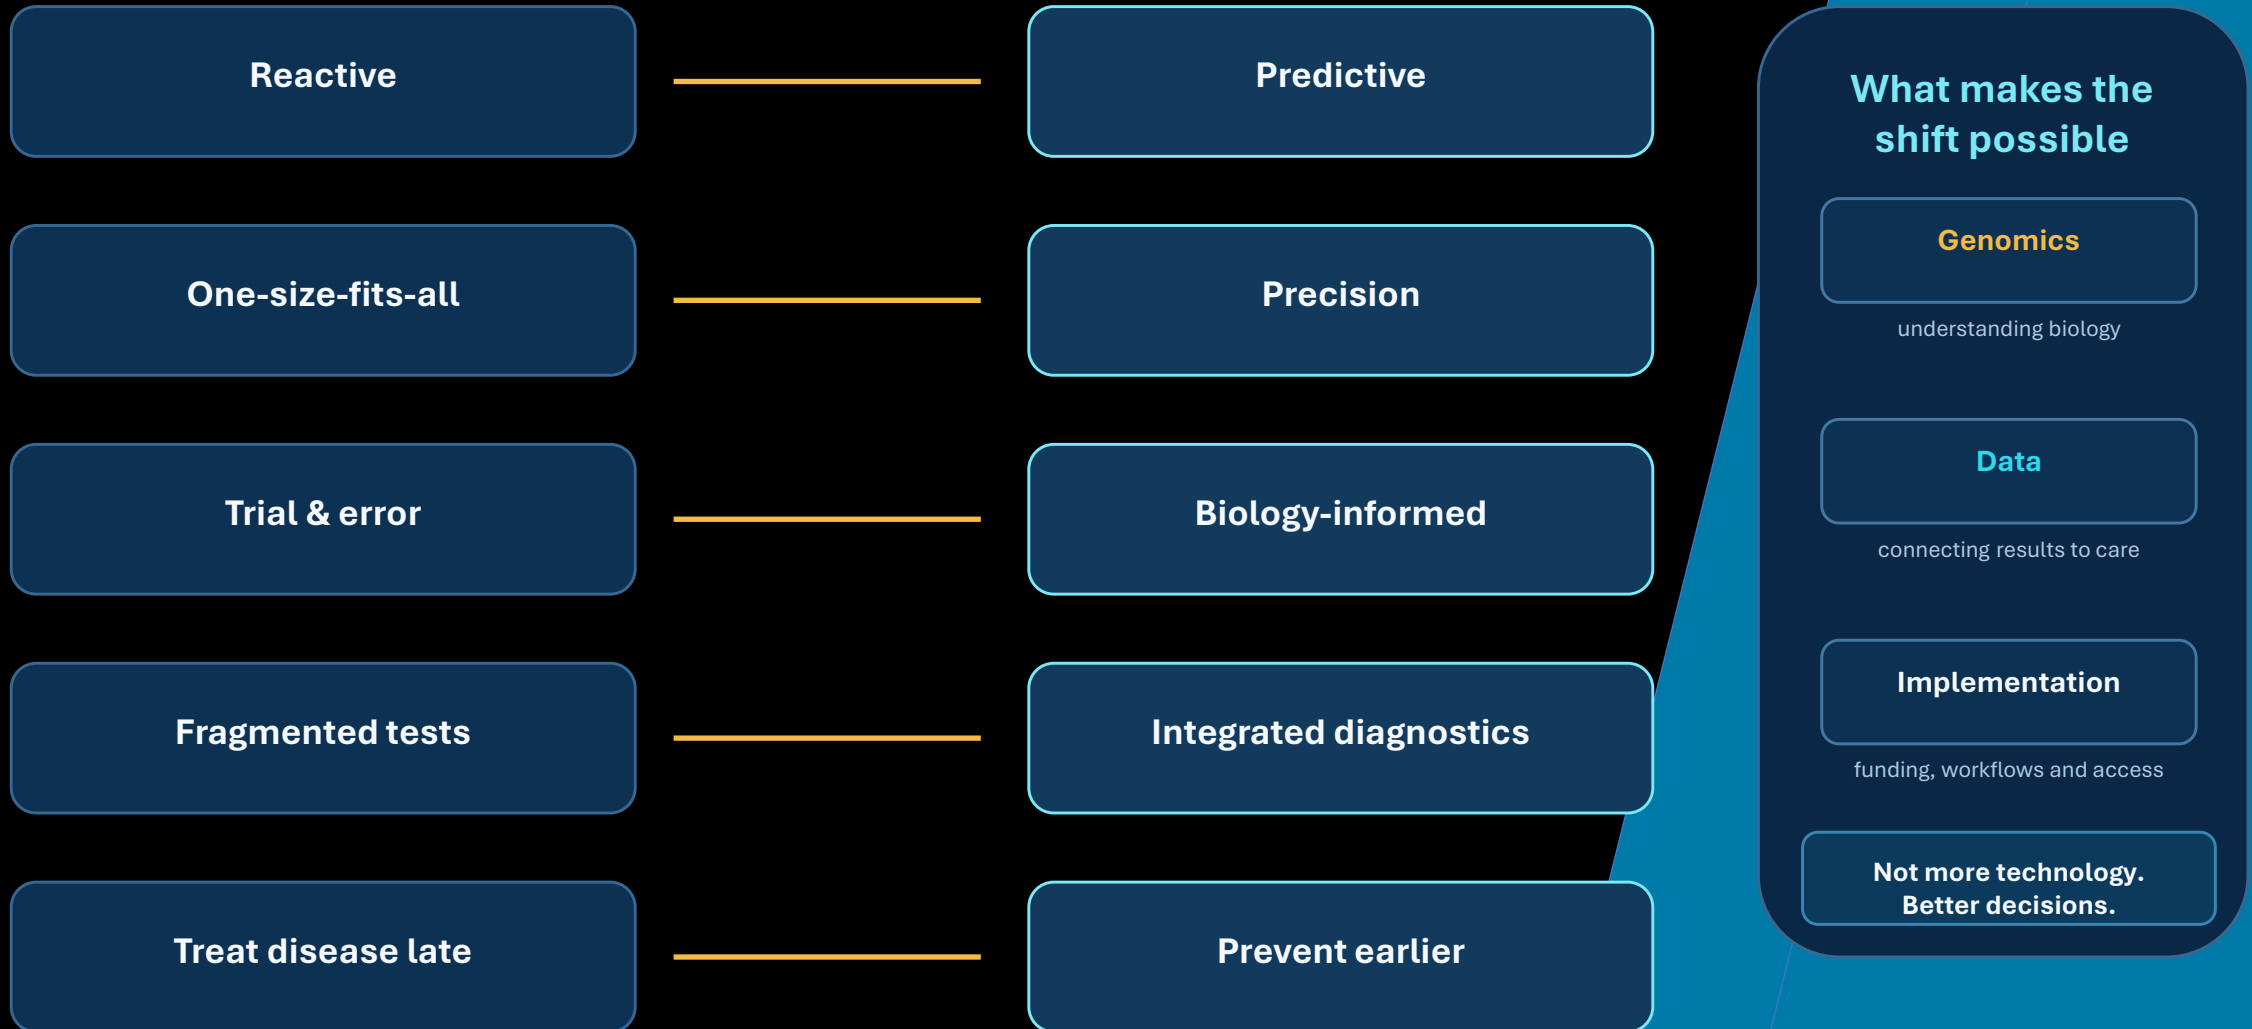 Reactive
Predictive
One-size-fits-all
Precision
Trial & error
Biology-informed
Fragmented tests
Integrated diagnostics
Treat disease late
Prevent earlier
What makes the
shift possible
Genomics
understanding biology
Data
connecting results to care
Implementation
funding, workflows and access
Not more technology.
Better decisions.